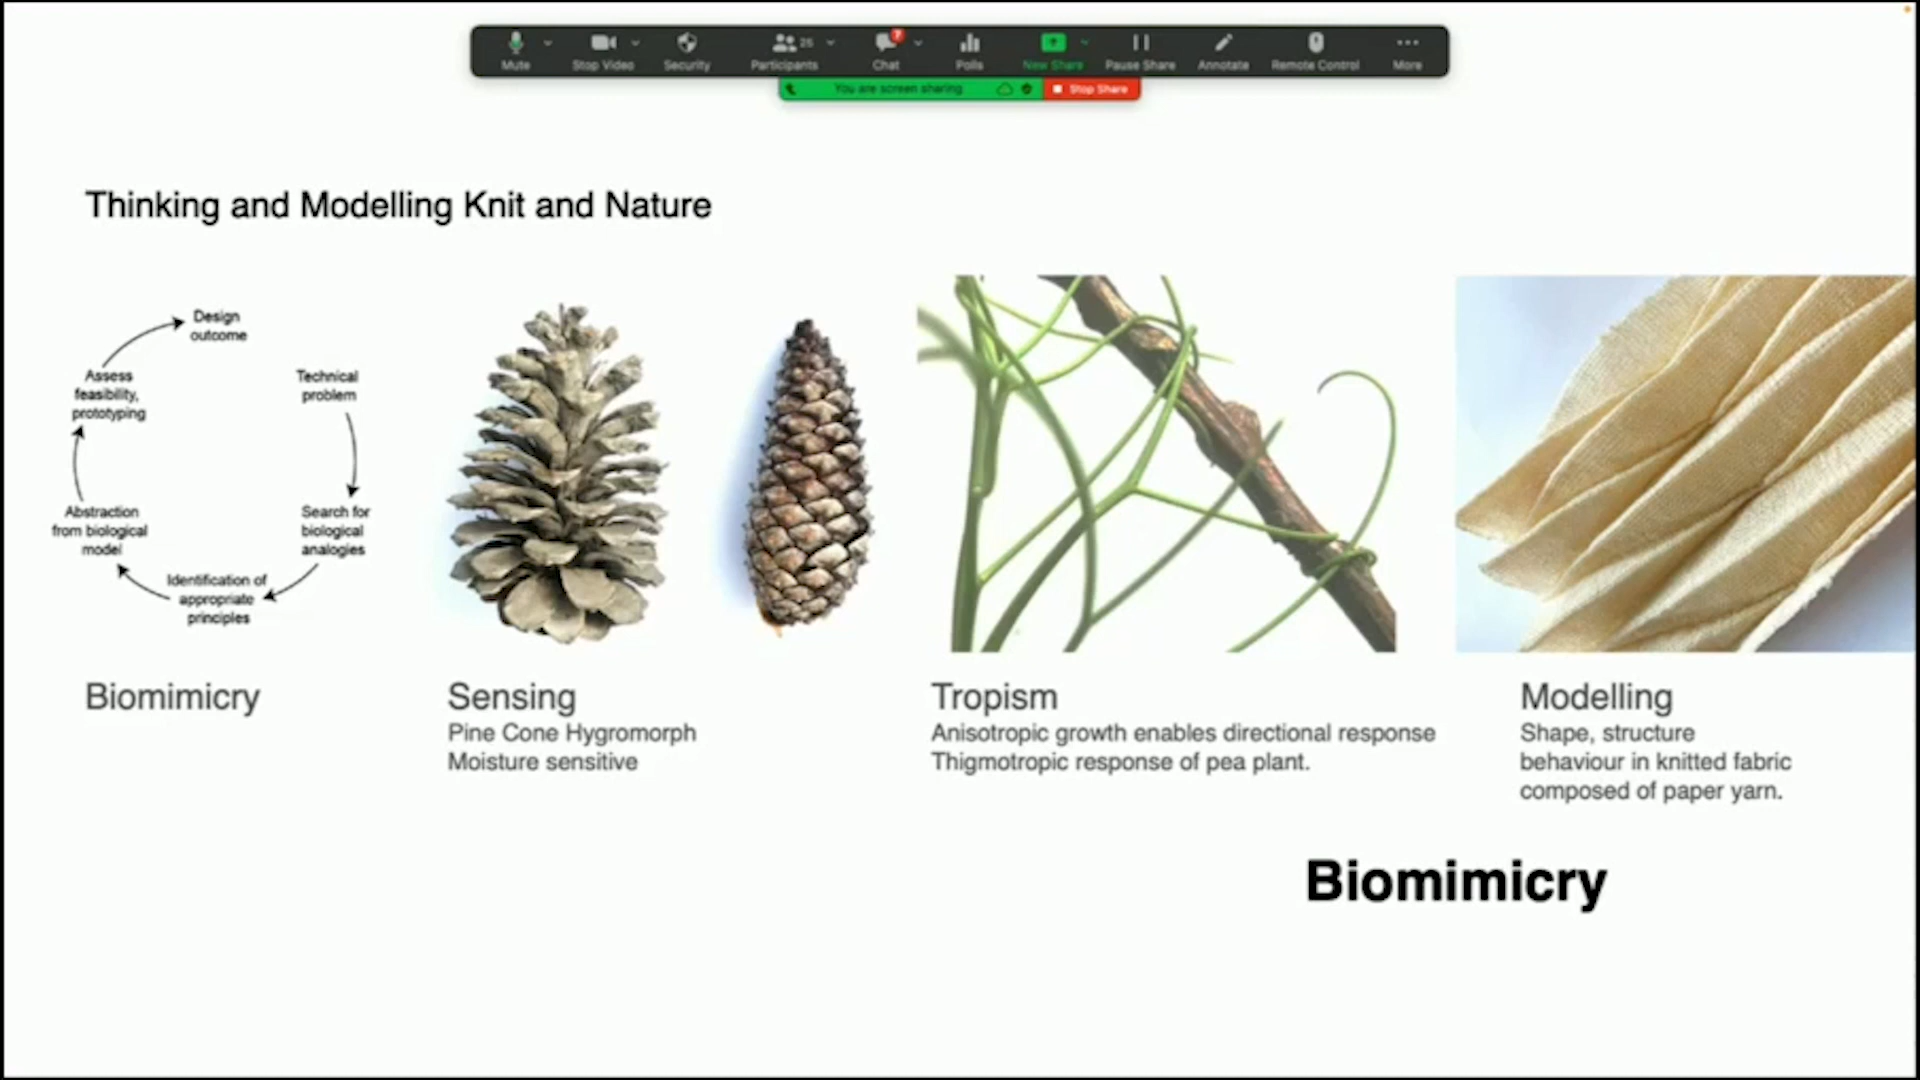 Mute
Stop Video
Security
Participants
25
Chat
7
Polls
New Share
Pause Share
Annotate
Remote Control
More
You are screen sharing
Stop Share
Thinking and Modelling Knit and Nature
Design
outcome
Technical
problem
Search for
biological
analogies
Identification of
appropriate
principles
Abstraction
from biological
model
Assess
feasibility,
prototyping
Biomimicry
Sensing
Pine Cone Hygromorph
Moisture sensitive
Tropism
Anisotropic growth enables directional response
Thigmotropic response of pea plant.
Modelling
Shape, structure
behaviour in knitted fabric
composed of paper yarn.
Biomimicry